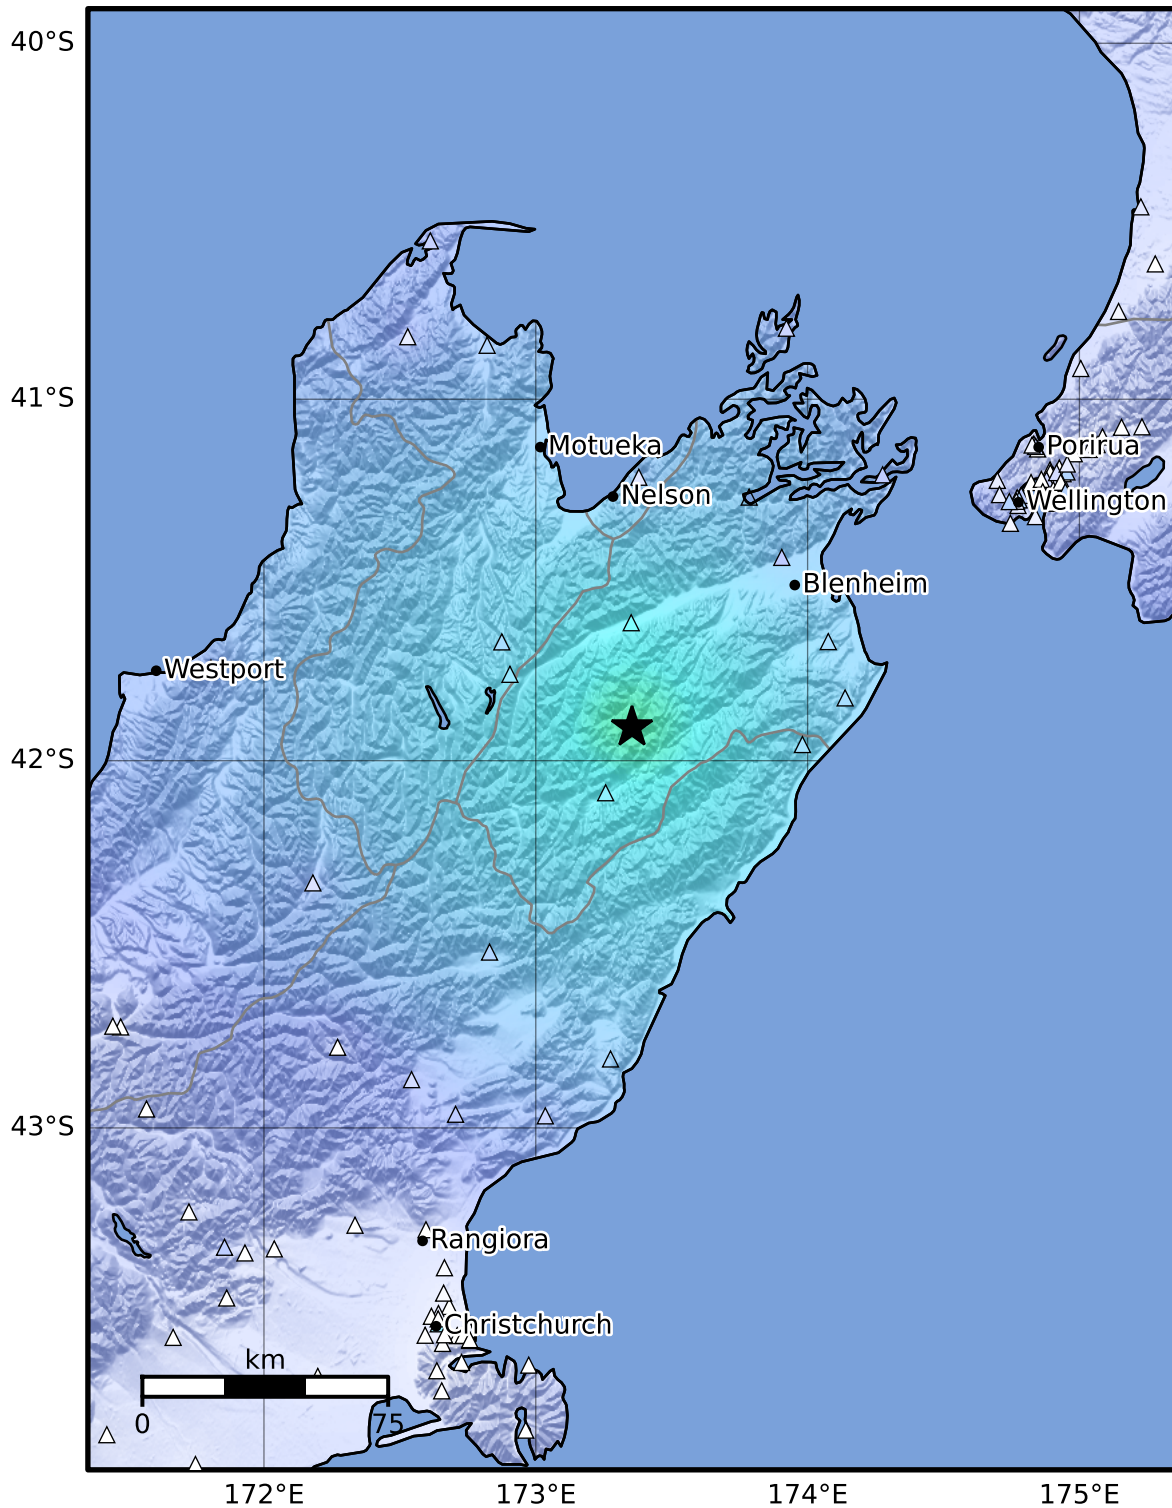 40°S
41°S
Motueka
Porirua
Nelson
Wellington
Blenheim
Westport
42°S
43°S
Rangiora
Christchurch
km
0
75
172°E
173°E
174°E
175°E